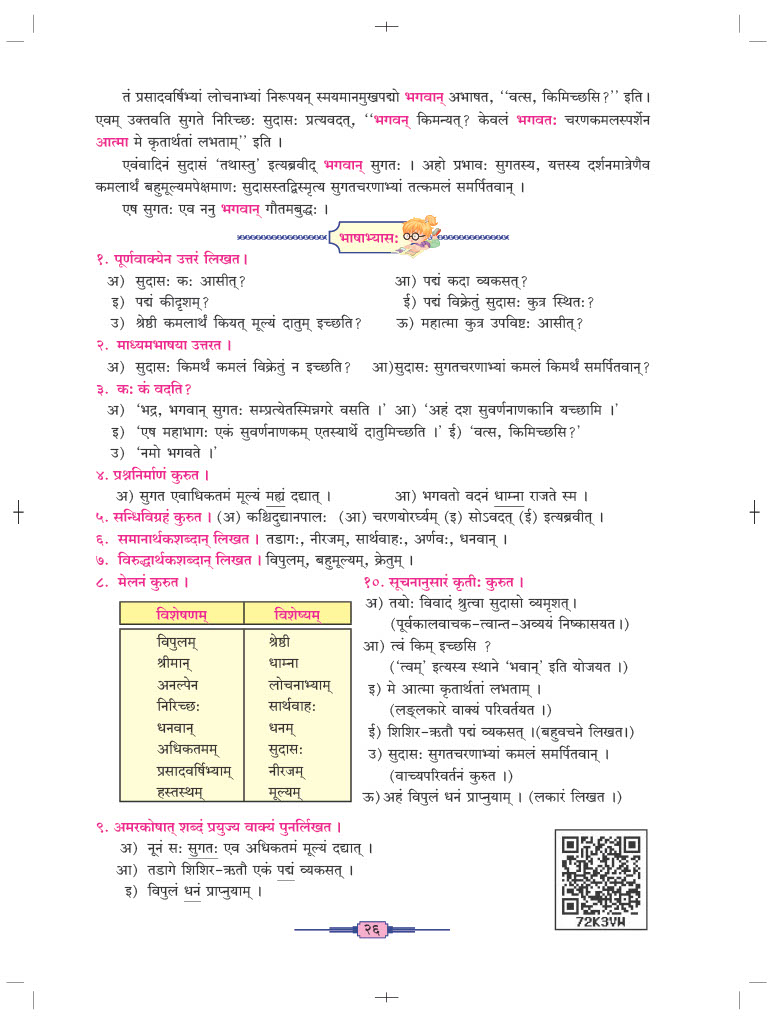 तं प्रसादवर्षिभ्यां लोचनाभ्यां निरूपयन् स्मयमानमुखपद्मो भगवान् अभाषत, ‘‘वत्स, किमिच्छसि?’’ इति।
एवम् उक्तवति सुगते निरिच्छः सुदासः प्रत्यवदत्, ‘‘भगवन् किमन्यत्? केवलं भगवतः चरणकमलस्पर्शेन
आत्मा मे कृतार्थतां लभताम्’’ इति ।
एवंवादिनं सुदासं ‘तथास्तु’ इत्यब्रवीद् भगवान् सुगतः । अहो प्रभावः सुगतस्य, यत्तस्य दर्शनमात्रेणैव
कमलार्थं बहुमूल्यमपेक्षमाणः सुदासस्तद्विस्मृत्य सुगतचरणाभ्यां तत्कमलं समर्पितवान् ।
एष सुगतः एव ननु भगवान् गौतमबुद्धः ।
भाषाभ्यासः
१. पूर्णवाक्येन उत्तरं लिखत।
अ) सुदासः कः आसीत्? आ) पद्मं कदा व्यकसत्?
इ) पद्मं कीदृशम्? ई) पद्मं विक्रेतुं सुदासः कुत्र स्थितः?
उ) श्रेष्ठी कमलार्थं कियत् मूल्यं दातुम् इच्छति? ऊ) महात्मा कुत्र उपविष्टः आसीत्?
२. माध्यमभाषया उत्तरत ।
अ) सुदासः किमर्थं कमलं विक्रेतुं न इच्छति? आ)सुदासः सुगतचरणाभ्यां कमलं किमर्थं समर्पितवान्?
३. कः कं वदति?
अ) ‘भद्र, भगवान् सुगतः सम्प्रत्येतस्मिन्नगरे वसति ।’ आ) ‘अहं दश सुवर्णनाणकानि यच्छामि ।’
इ) ‘एष महाभागः एकं सुवर्णनाणकम् एतस्यार्थे दातुमिच्छति ।’ ई) ‘वत्स, किमिच्छसि?’
उ) ‘नमो भगवते ।’
४. प्रश्ननिर्माणं कुरुत ।
अ) सुगत एवाधिकतमं मूल्यं मह्यं दद्यात् । आ) भगवतो वदनं धाम्ना राजते स्म ।
५. सन्धिविग्रहं कुरुत । (अ) कश्चिदुद्यानपालः (आ) चरणयोरर्घ्यम् (इ) सोऽवदत् (ई) इत्यब्रवीत् ।
६. समानार्थकशब्दान् लिखत । तडागः, नीरजम्, सार्थवाहः, अर्णवः, धनवान् ।
७. विरुद्धार्थकशब्दान् लिखत । विपुलम्, बहुमूल्यम्, क्रेतुम् ।
८. मेलनं कुरुत ।
विशेषणम् विशेष्यम्
विपुलम् श्रेष्ठी
श्रीमान् धाम्ना
अनल्पेन लोचनाभ्याम्
निरिच्छः सार्थवाहः
धनवान् धनम्
अधिकतमम् सुदासः
प्रसादवर्षिभ्याम् नीरजम्
हस्तस्थम् मूल्यम्
१०. सूचनानुसारं कृतीः कुरुत ।
अ) तयोः विवादं श्रुत्वा सुदासो व्यमृशत्।
(पूर्वकालवाचक-त्वान्त-अव्ययं निष्कासयत।)
आ) त्वं किम् इच्छसि ?
(‘त्वम्’ इत्यस्य स्थाने ‘भवान्’ इति योजयत ।)
इ) मे आत्मा कृतार्थतां लभताम् ।
(लङ्लकारे वाक्यं परिवर्तयत ।)
ई) शिशिर-ऋतौ पद्मं व्यकसत् ।(बहुवचने लिखत।)
उ) सुदासः सुगतचरणाभ्यां कमलं समर्पितवान् ।
(वाच्यपरिवर्तनं कुरुत ।)
ऊ)अहं विपुलं धनं प्राप्नुयाम् । (लकारं लिखत ।)
९. अमरकोषात् शब्दं प्रयुज्य वाक्यं पुनर्लिखत ।
अ) नूनं सः सुगतः एव अधिकतमं मूल्यं दद्यात् ।
आ) तडागे शिशिर-ऋतौ एकं पद्मं व्यकसत् ।
इ) विपुलं धनं प्राप्नुयाम् ।
72K3VW
२६